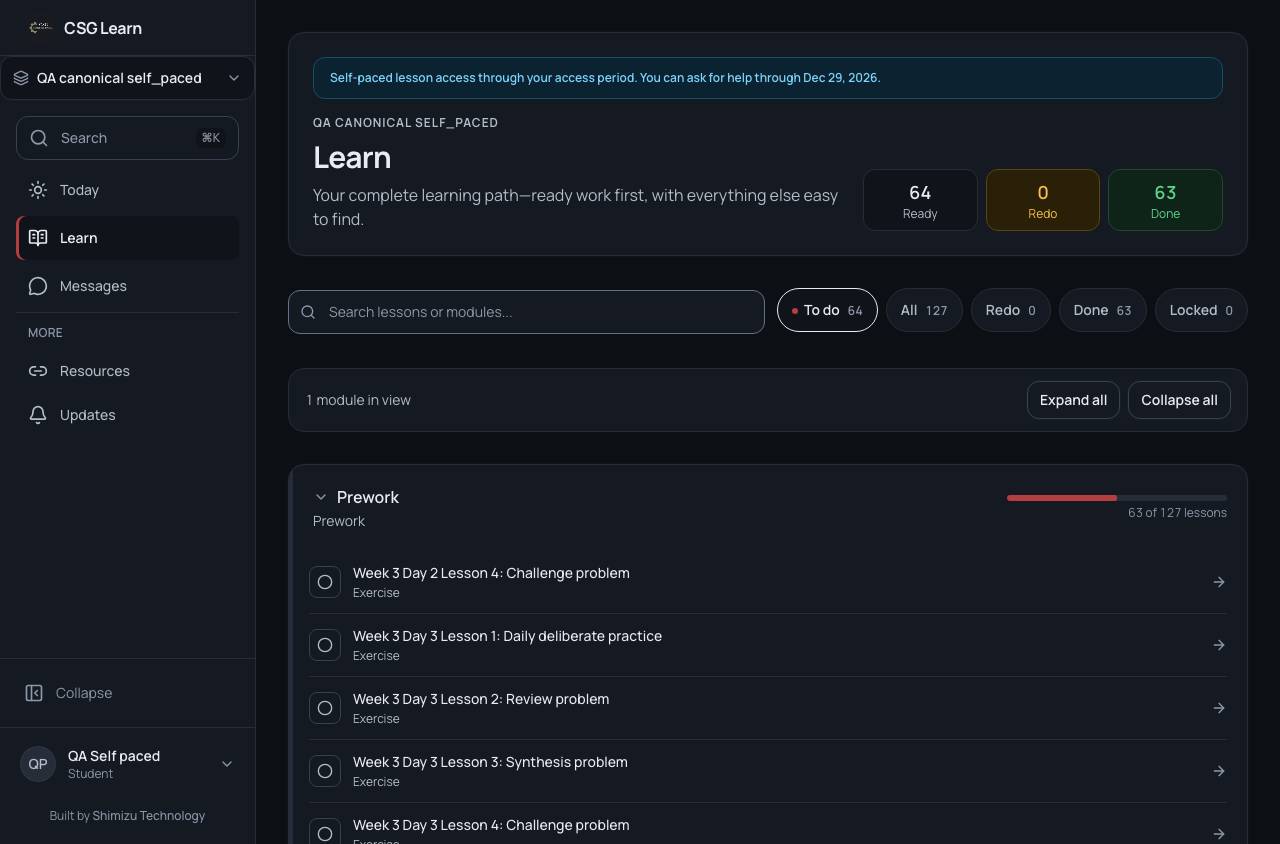 CSG Learn
QA canonical self_paced
Search ⌘K
Today
Learn
Messages
MORE
Resources
Updates
Collapse
QP
QA Self paced
Student
Built by Shimizu Technology
Self-paced lesson access through your access period. You can ask for help through Dec 29, 2026.
QA CANONICAL SELF_PACED
Learn
Your complete learning path—ready work first, with everything else easy
to find.
64
Ready
0
Redo
63
Done
Search lessons or modules...
To do 64
All 127
Redo 0
Done 63
Locked 0
1 module in view
Expand all
Collapse all
Prework
Prework
63 of 127 lessons
Week 3 Day 2 Lesson 4: Challenge problem
Exercise
Week 3 Day 3 Lesson 1: Daily deliberate practice
Exercise
Week 3 Day 3 Lesson 2: Review problem
Exercise
Week 3 Day 3 Lesson 3: Synthesis problem
Exercise
Week 3 Day 3 Lesson 4: Challenge problem
Exercise